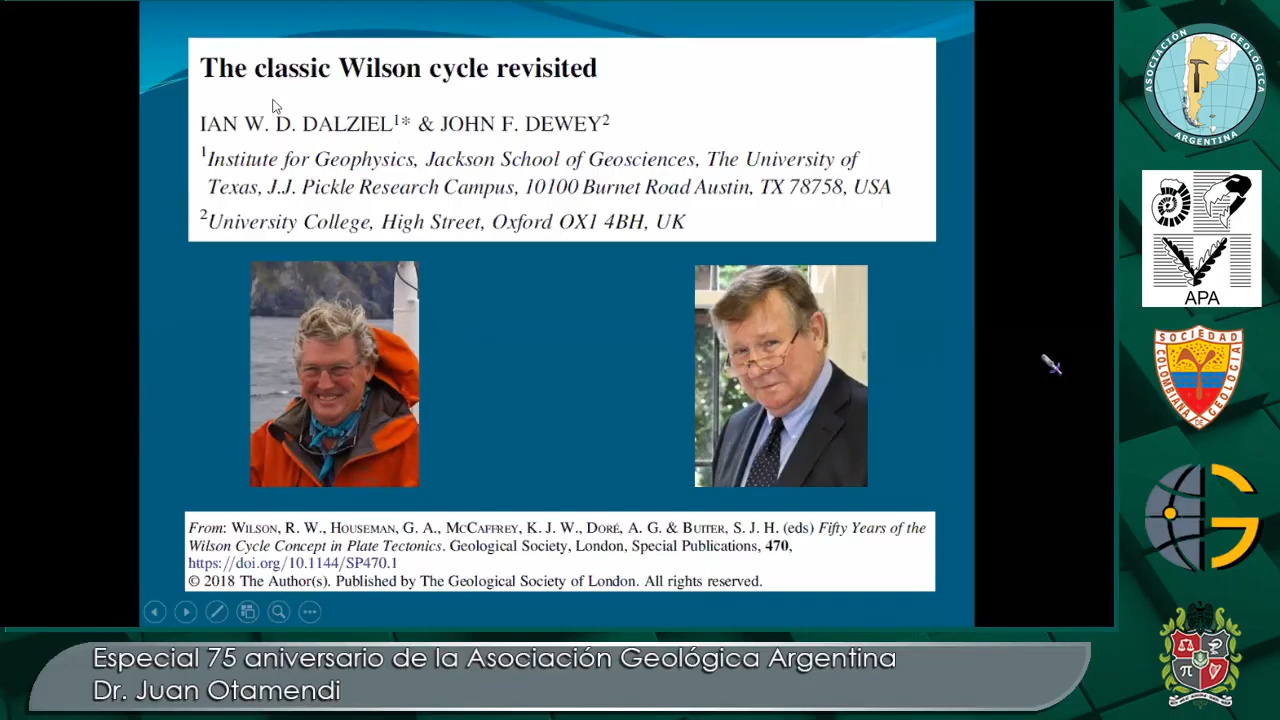 The classic Wilson cycle revisited
IAN W. D. DALZIEL1* & JOHN F. DEWEY2
1Institute for Geophysics, Jackson School of Geosciences, The University of
Texas, J.J. Pickle Research Campus, 10100 Burnet Road Austin, TX 78758, USA
2University College, High Street, Oxford OX1 4BH, UK
From: WILSON, R. W., HOUSEMAN, G. A., MCCAFFREY, K. J. W., DORÉ, A. G. & BUITER, S. J. H. (eds) Fifty Years of the
Wilson Cycle Concept in Plate Tectonics. Geological Society, London, Special Publications, 470,
https://doi.org/10.1144/SP470.1
© 2018 The Author(s). Published by The Geological Society of London. All rights reserved.
ASOCIACIÓN GEOLÓGICA
ARGENTINA
APA
SOCIEDAD
COLOMBIANA
DE
GEOLOGIA
G
π
Especial 75 aniversario de la Asociación Geológica Argentina
Dr. Juan Otamendi